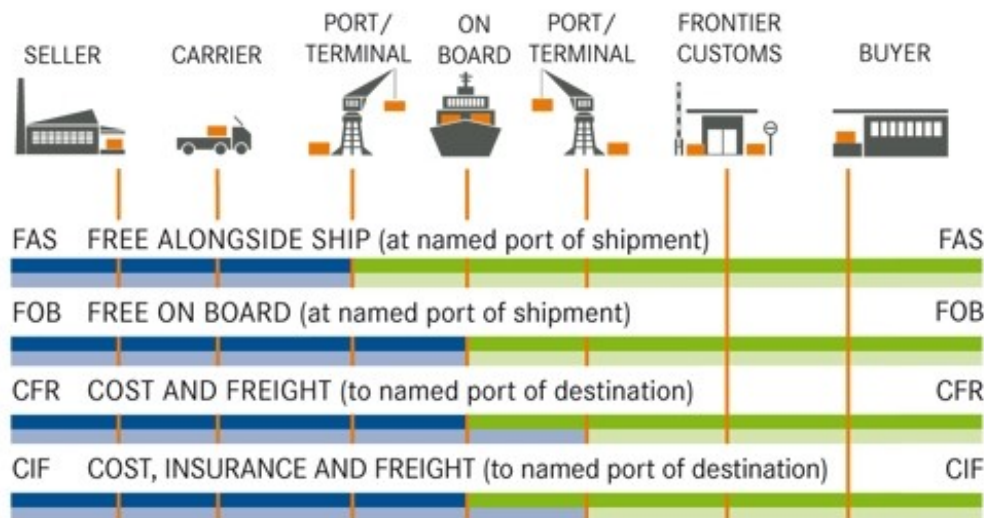 SELLER
CARRIER
PORT/
TERMINAL
ON
BOARD
PORT/
TERMINAL
FRONTIER
CUSTOMS
BUYER
FAS FREE ALONGSIDE SHIP (at named port of shipment) FAS
FOB FREE ON BOARD (at named port of shipment) FOB
CFR COST AND FREIGHT (to named port of destination) CFR
CIF COST, INSURANCE AND FREIGHT (to named port of destination) CIF